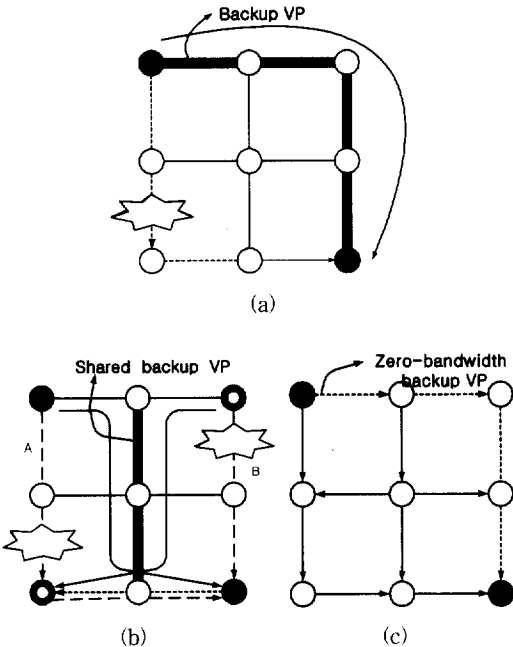 Backup VP
(a)
Shared backup VP
A
B
(b)
Zero-bandwidth
backup VP
(c)